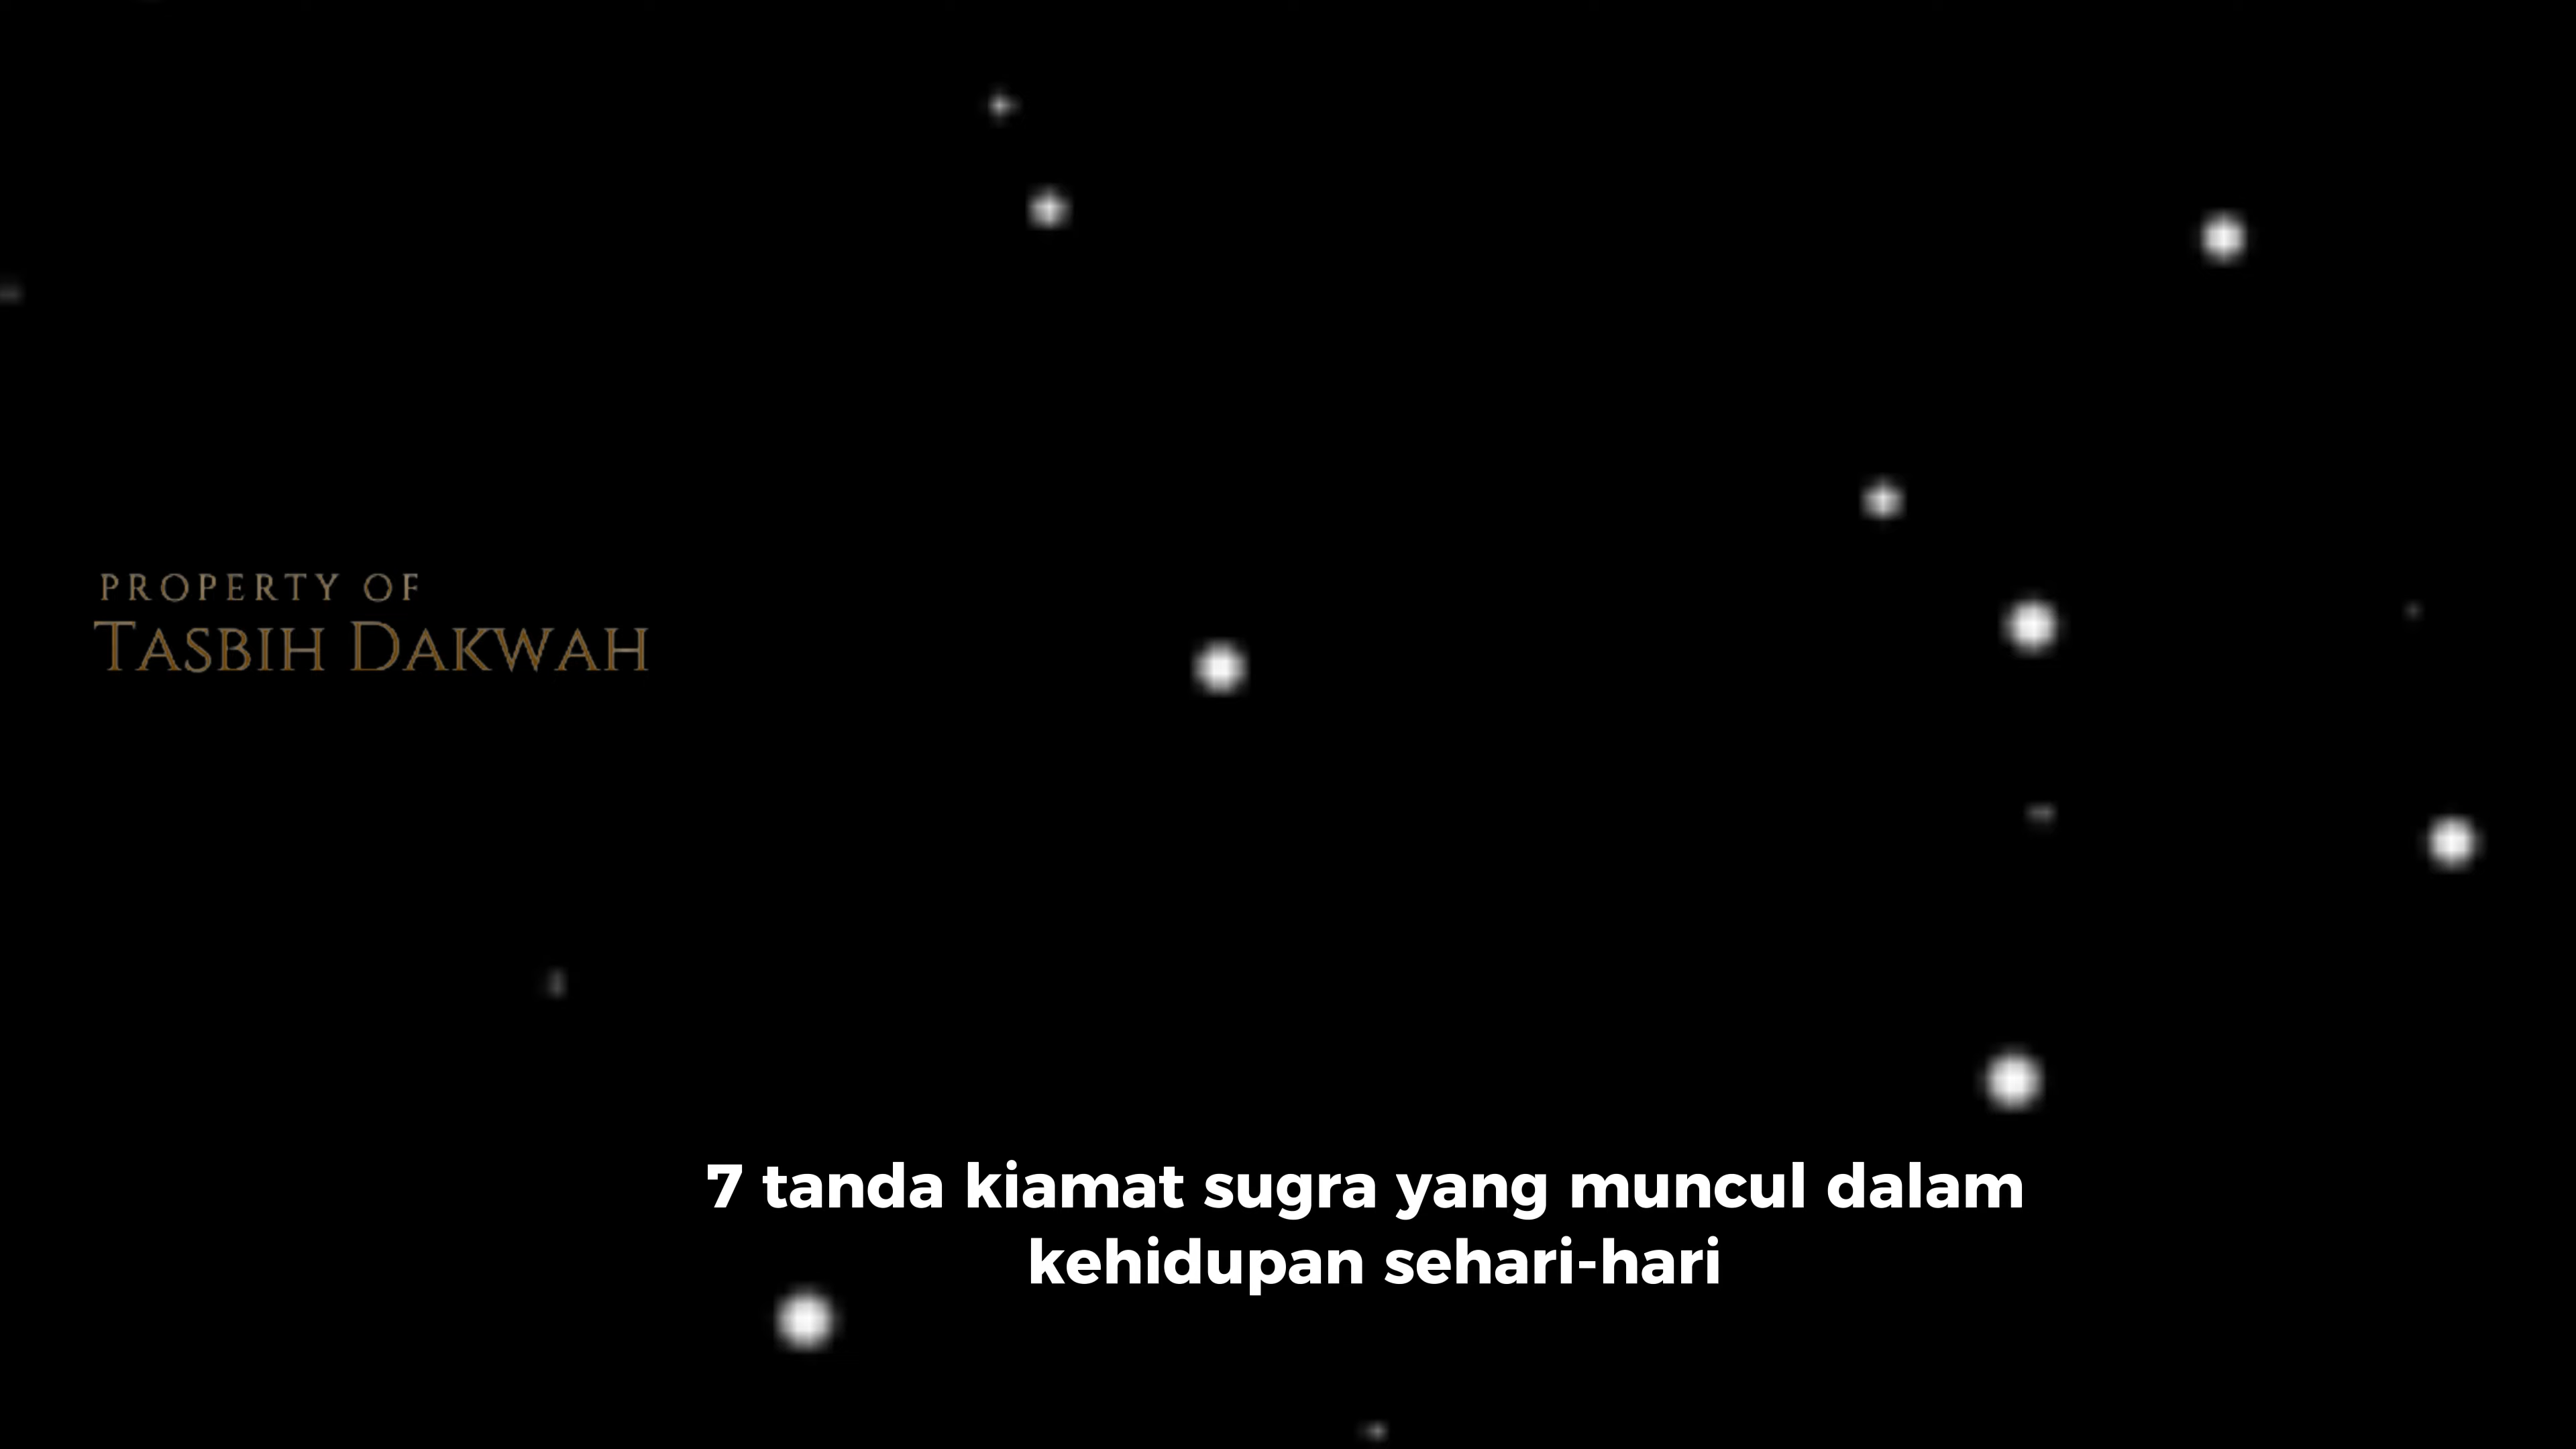 PROPERTY OF
TASBIH DAKWAH
7 tanda kiamat sugra yang muncul dalam
kehidupan sehari-hari